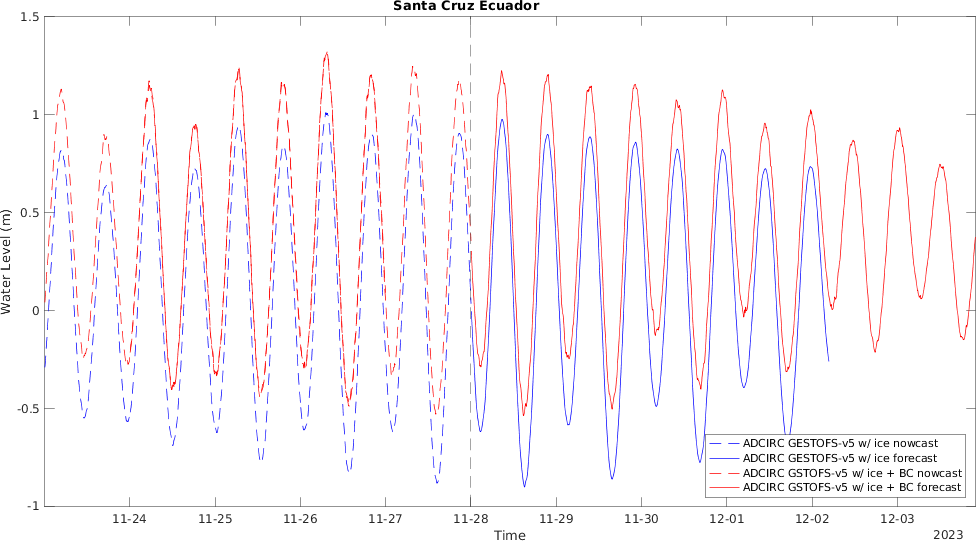 Santa Cruz Ecuador
1.5
1
0.5
0
-0.5
-1
Water Level (m)
ADCIRC GESTOFS-v5 w/ ice nowcast
ADCIRC GESTOFS-v5 w/ ice forecast
ADCIRC GSTOFS-v5 w/ ice + BC nowcast
ADCIRC GSTOFS-v5 w/ ice + BC forecast
11-24 11-25 11-26 11-27 11-28 11-29 11-30 12-01 12-02 12-03
Time
2023